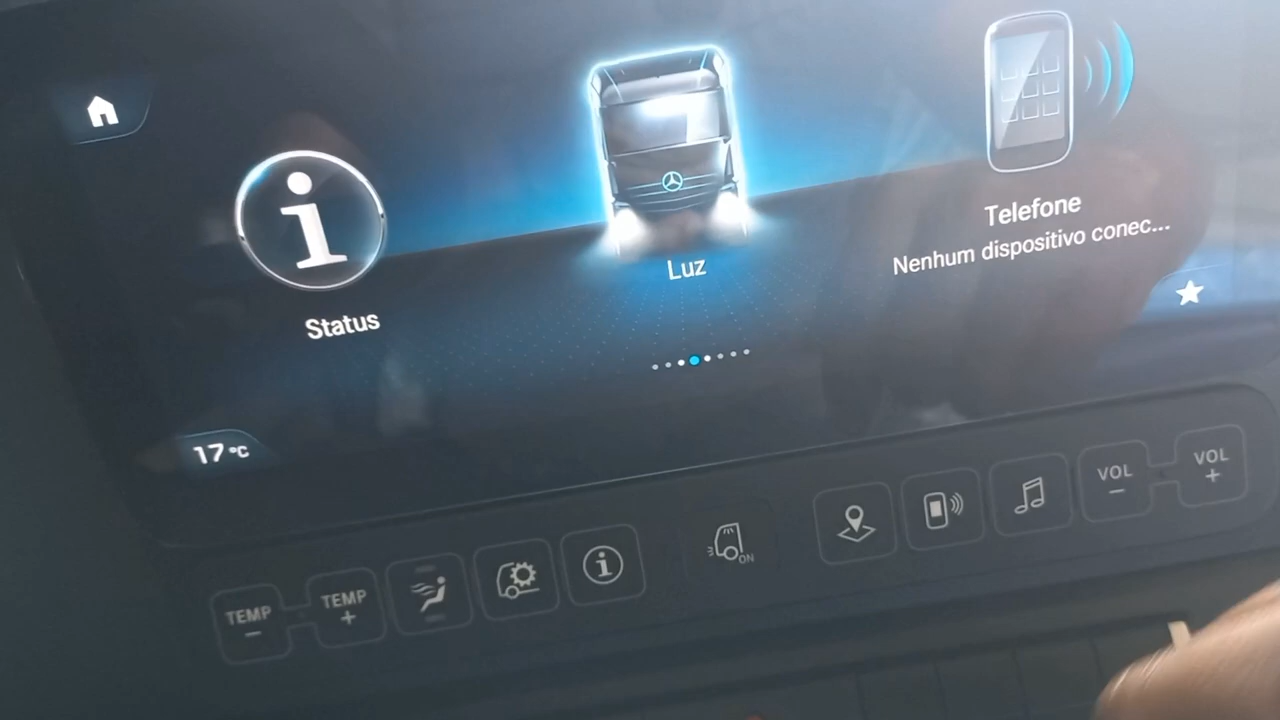 Status
Luz
Telefone
Nenhum dispositivo conec...
17°C
TEMP
−
TEMP
+
ON
VOL
−
VOL
+